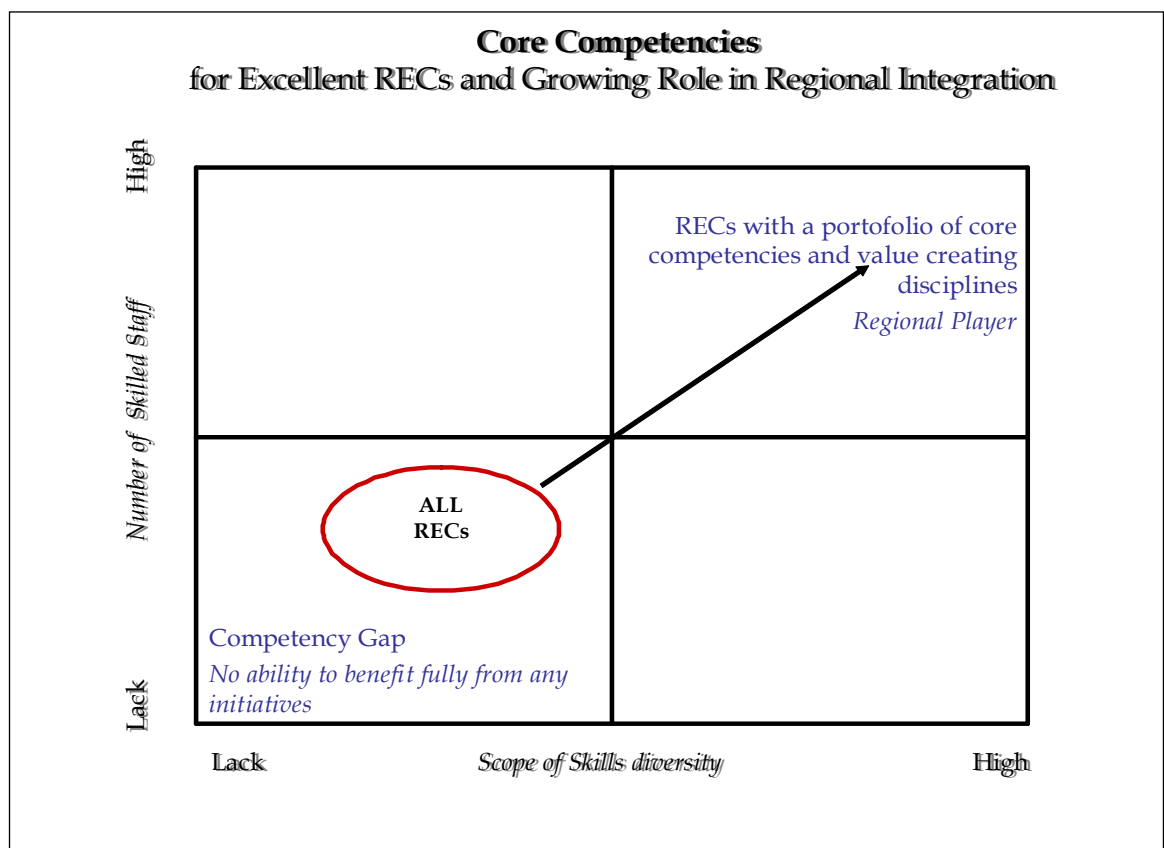 Core Competencies
for Excellent RECs and Growing Role in Regional Integration
High
RECs with a portofolio of core
competencies and value creating
disciplines
Regional Player
Number of Skilled Staff
ALL
RECs
Competency Gap
No ability to benefit fully from any
initiatives
Lack
Lack
Scope of Skills diversity
High